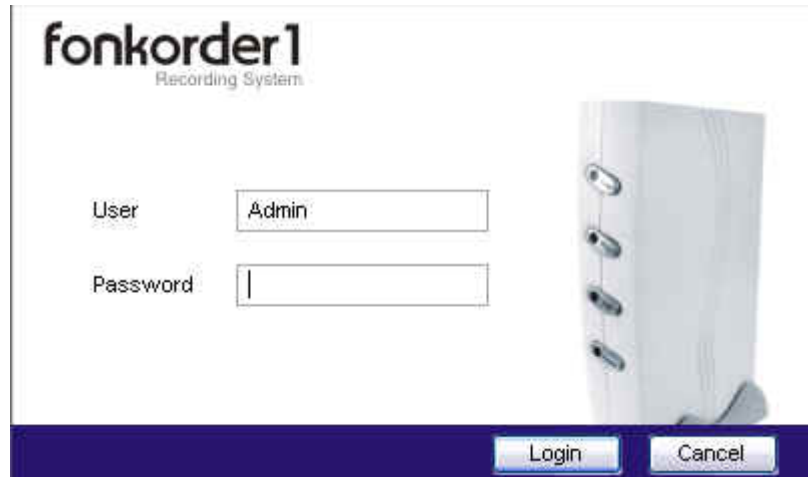 fonkorder1
Recording System
User Admin
Password
Login Cancel